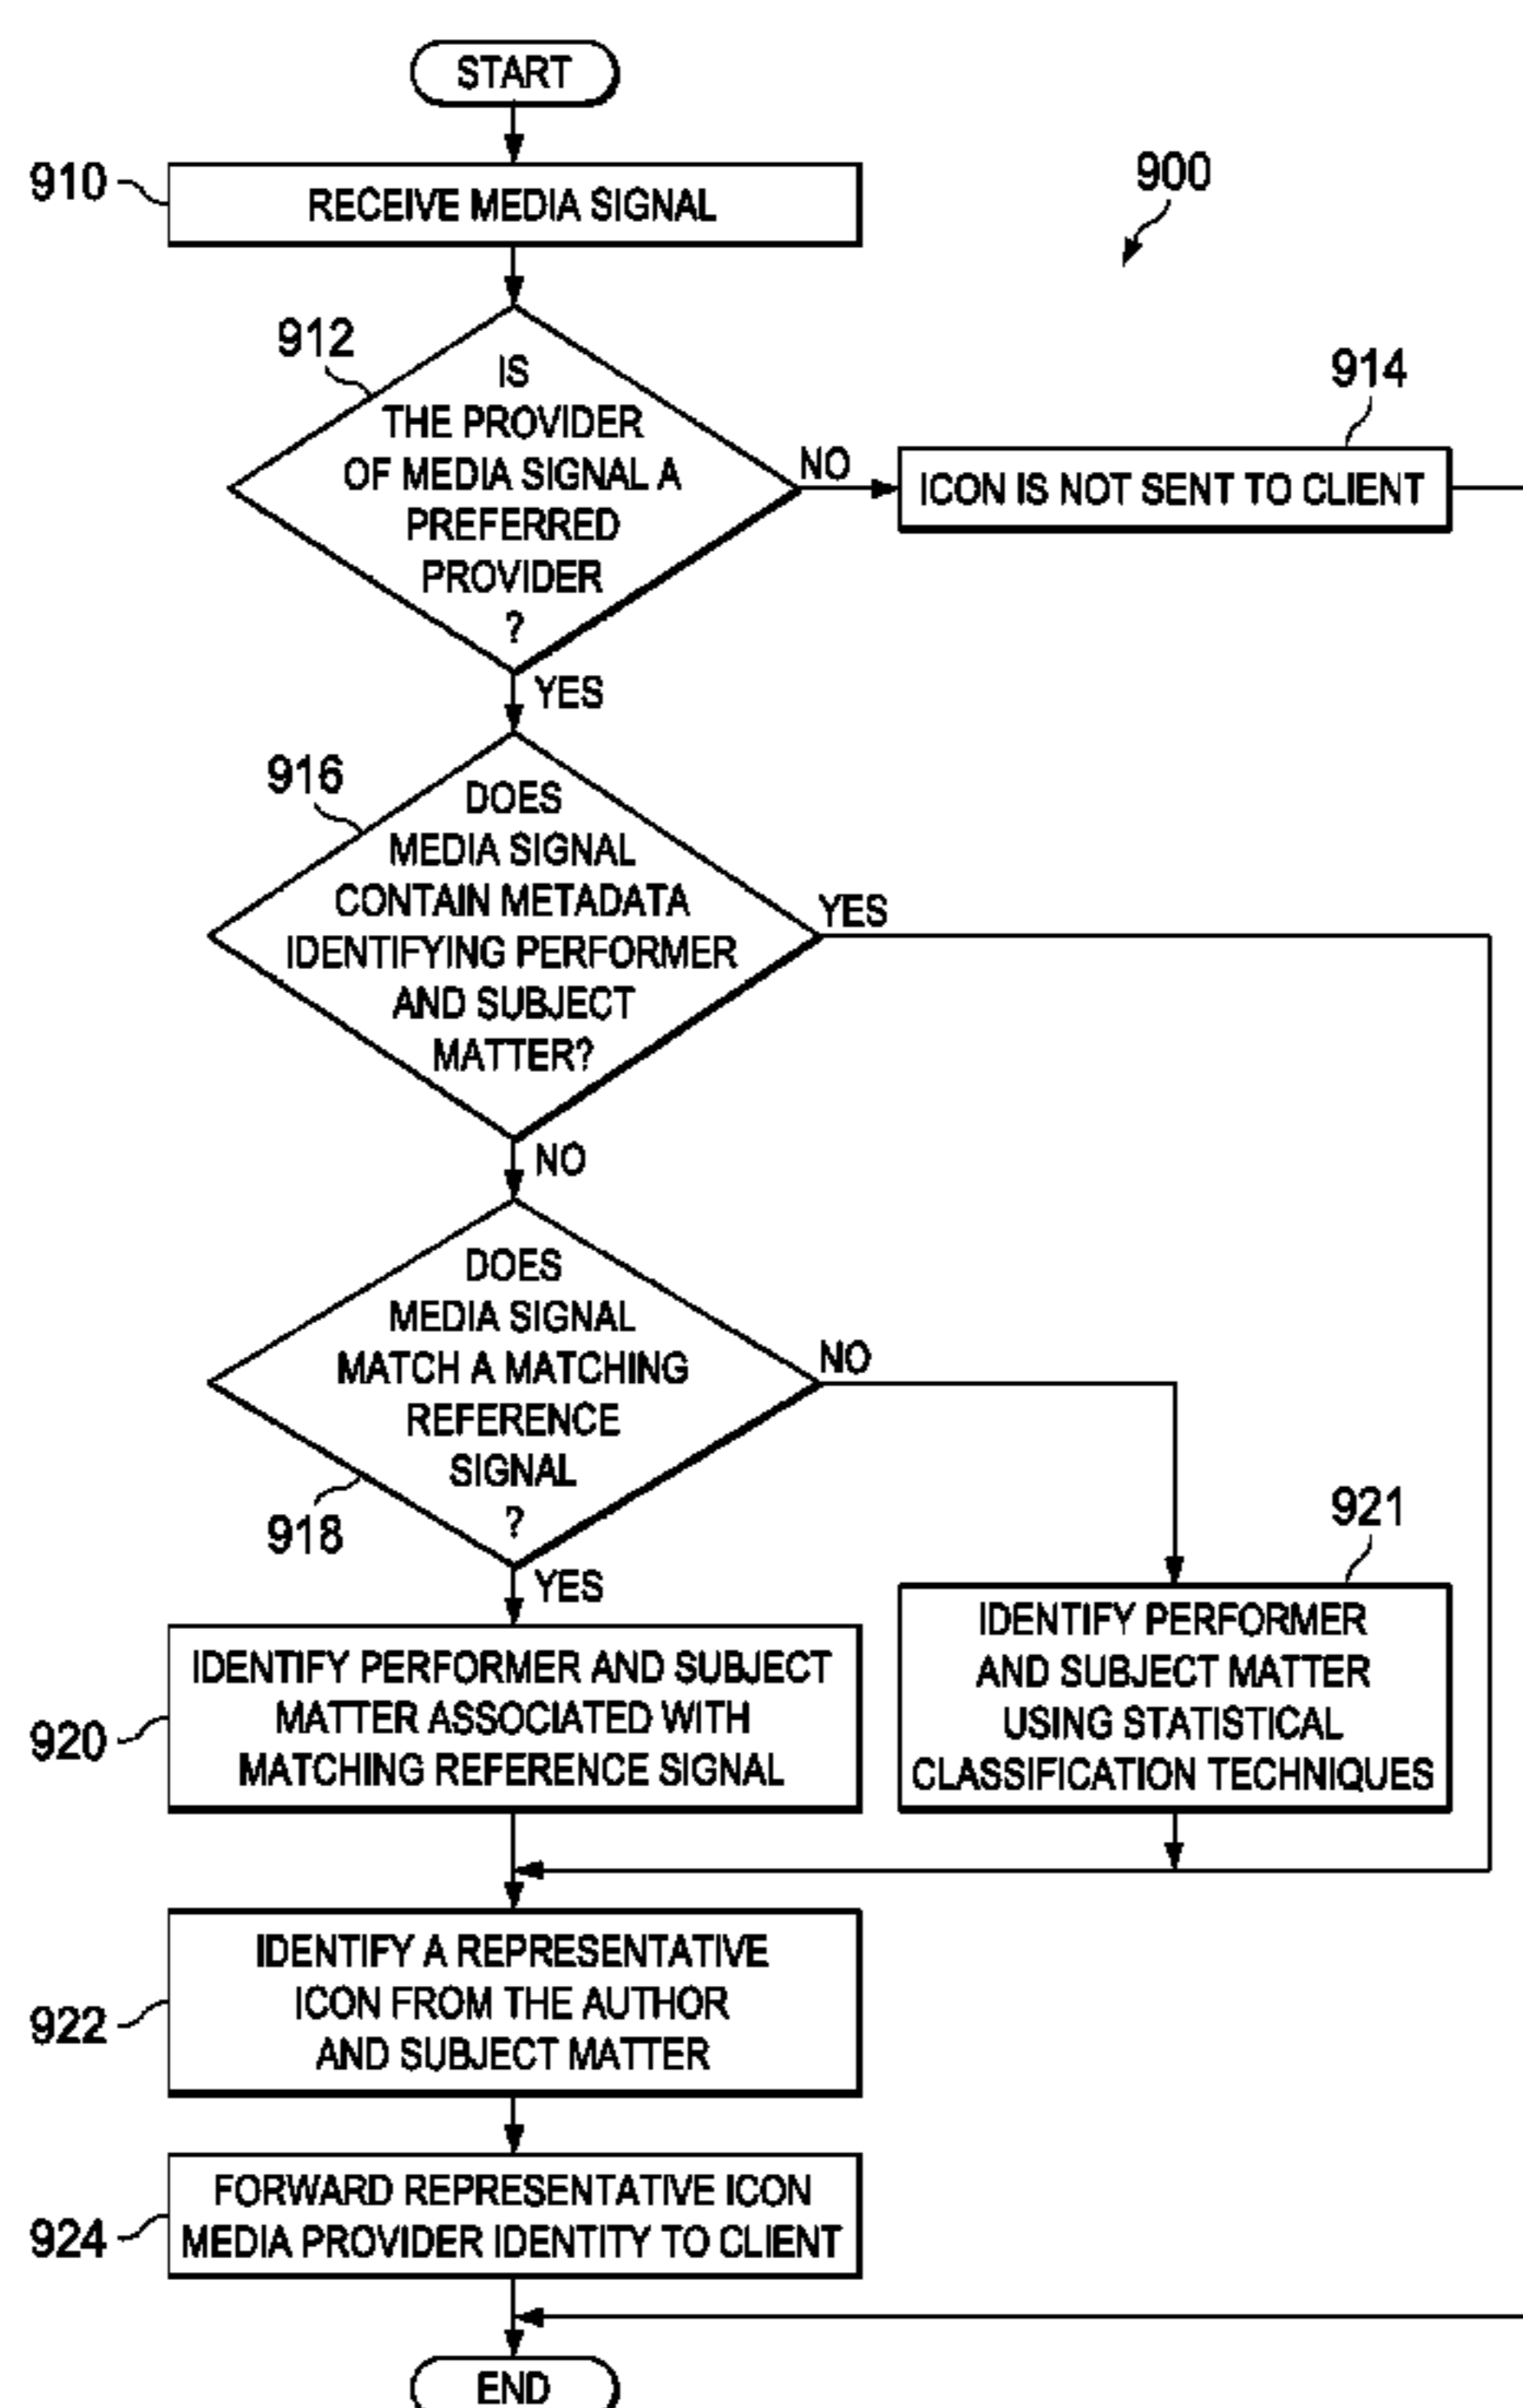 START
910
RECEIVE MEDIA SIGNAL
900
912
IS
THE PROVIDER
OF MEDIA SIGNAL A
PREFERRED
PROVIDER
?
NO
914
ICON IS NOT SENT TO CLIENT
YES
916
DOES
MEDIA SIGNAL
CONTAIN METADATA
IDENTIFYING PERFORMER
AND SUBJECT
MATTER?
YES
NO
DOES
MEDIA SIGNAL
MATCH A MATCHING
REFERENCE
SIGNAL
?
918
NO
YES
921
IDENTIFY PERFORMER
AND SUBJECT MATTER
USING STATISTICAL
CLASSIFICATION TECHNIQUES
920
IDENTIFY PERFORMER AND SUBJECT
MATTER ASSOCIATED WITH
MATCHING REFERENCE SIGNAL
922
IDENTIFY A REPRESENTATIVE
ICON FROM THE AUTHOR
AND SUBJECT MATTER
924
FORWARD REPRESENTATIVE ICON
MEDIA PROVIDER IDENTITY TO CLIENT
END